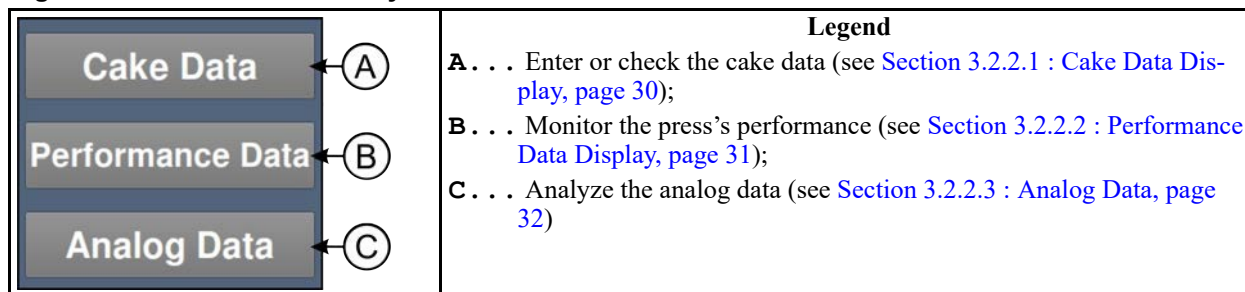 Cake Data
A
Performance Data
B
Analog Data
C
Legend
A... Enter or check the cake data (see Section 3.2.2.1 : Cake Data Dis-
play, page 30);
B... Monitor the press's performance (see Section 3.2.2.2 : Performance
Data Display, page 31);
C... Analyze the analog data (see Section 3.2.2.3 : Analog Data, page
32)